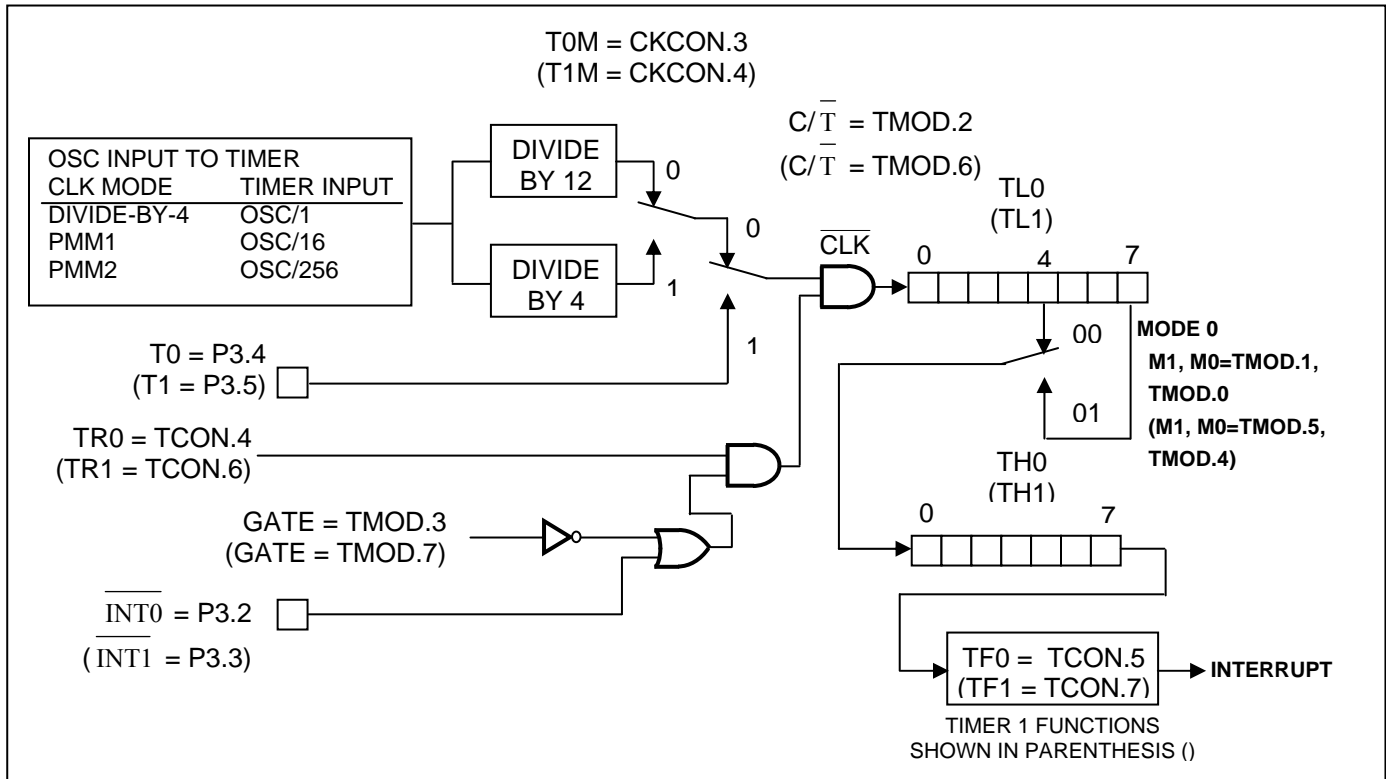 T0M = CKCON.3
(T1M = CKCON.4)
C/T̅ = TMOD.2
(C/T̅ = TMOD.6)
OSC INPUT TO TIMER
CLK MODE TIMER INPUT
DIVIDE-BY-4 OSC/1
PMM1 OSC/16
PMM2 OSC/256
DIVIDE
BY 12
0
DIVIDE
BY 4
1
0
1
C̅L̅K̅
TL0
(TL1)
0 4 7
T0 = P3.4
(T1 = P3.5)
00
01
MODE 0
M1, M0=TMOD.1,
TMOD.0
(M1, M0=TMOD.5,
TMOD.4)
TR0 = TCON.4
(TR1 = TCON.6)
TH0
(TH1)
0 7
GATE = TMOD.3
(GATE = TMOD.7)
I̅N̅T̅0̅ = P3.2
( I̅N̅T̅1̅ = P3.3)
TF0 = TCON.5
(TF1 = TCON.7)
INTERRUPT
TIMER 1 FUNCTIONS
SHOWN IN PARENTHESIS ()